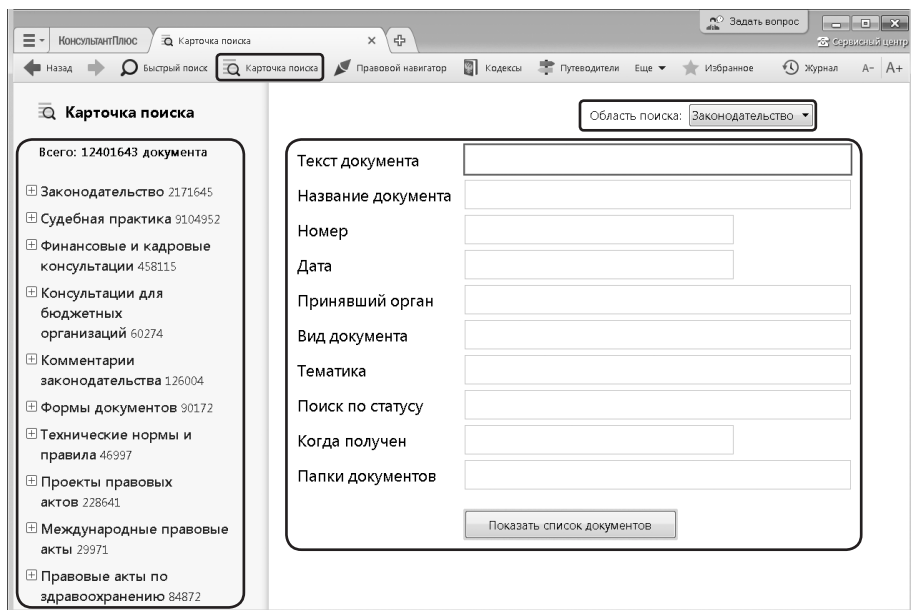 Задать вопрос
КонсультантПлюс
Карточка поиска
Сервисный центр
Назад
Быстрый поиск
Карточка поиска
Правовой навигатор
Кодексы
Путеводители
Еще
Избранное
Журнал
A-
A+
Карточка поиска
Область поиска: Законодательство
Всего: 12401643 документа
Законодательство 2171645
Судебная практика 9104952
Финансовые и кадровые
консультации 458115
Консультации для
бюджетных
организаций 60274
Комментарии
законодательства 126004
Формы документов 90172
Технические нормы и
правила 46997
Проекты правовых
актов 228641
Международные правовые
акты 29971
Правовые акты по
здравоохранению 84872
Текст документа
Название документа
Номер
Дата
Принявший орган
Вид документа
Тематика
Поиск по статусу
Когда получен
Папки документов
Показать список документов